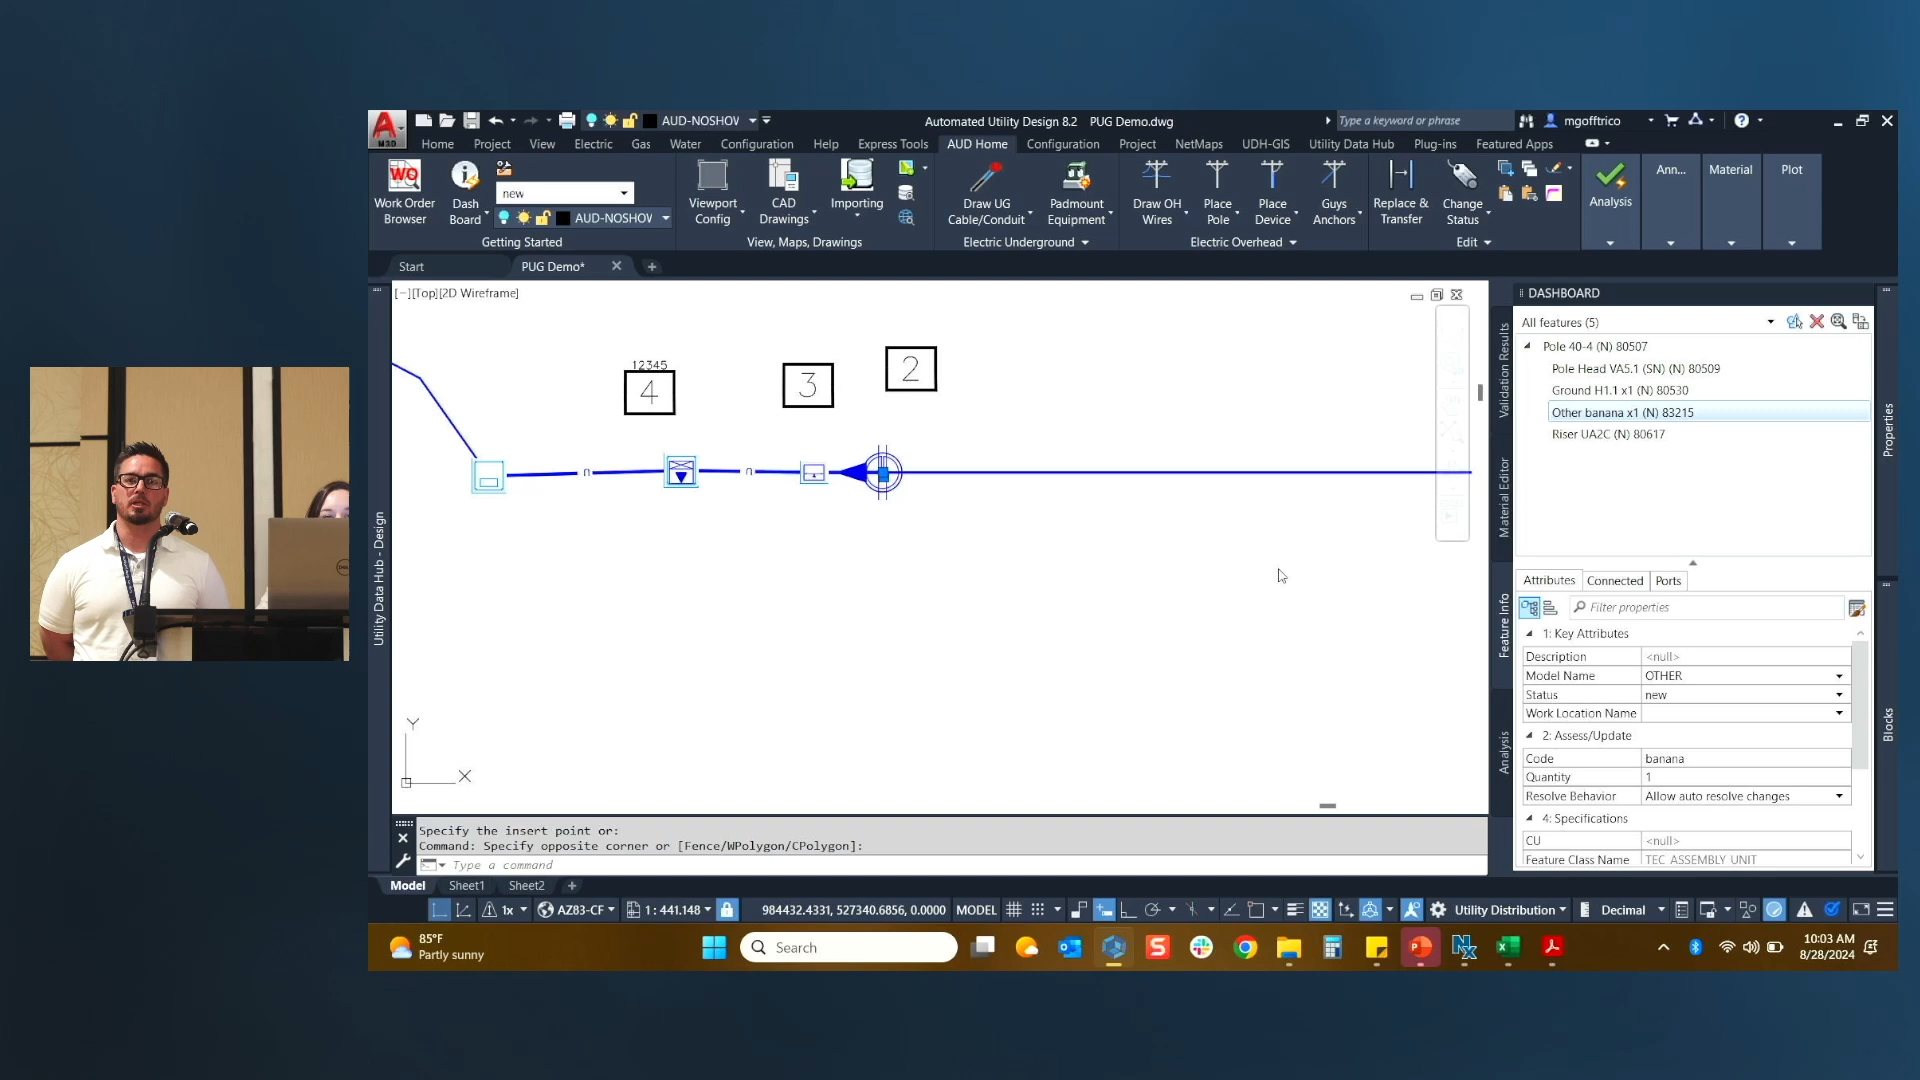 AUD-NOSHOV
Automated Utility Design 8.2 PUG Demo.dwg
Type a keyword or phrase
mgofftrico
M3D
Home Project View Electric Gas Water Configuration Help Express Tools AUD Home Configuration Project NetMaps UDH-GIS Utility Data Hub Plug-ins Featured Apps
WO
Work Order
Browser
Dash
Board
new
AUD-NOSHOV
Getting Started
Viewport
Config
CAD
Drawings
Importing
View, Maps, Drawings
Draw UG
Cable/Conduit
Padmount
Equipment
Electric Underground
Draw OH
Wires
Place
Pole
Place
Device
Guys
Anchors
Electric Overhead
Replace &
Transfer
Change
Status
Edit
Analysis
Ann...
Material
Plot
Start
PUG Demo*
[−][Top][2D Wireframe]
12345
4
3
2
Y
X
Utility Data Hub - Design
Validation Results
Material Editor
Feature Info
Analysis
Properties
Blocks
DASHBOARD
All features (5)
Pole 40-4 (N) 80507
Pole Head VA5.1 (SN) (N) 80509
Ground H1.1 x1 (N) 80530
Other banana x1 (N) 83215
Riser UA2C (N) 80617
Attributes Connected Ports
Filter properties
1: Key Attributes
Description <null>
Model Name OTHER
Status new
Work Location Name
2: Assess/Update
Code banana
Quantity 1
Resolve Behavior Allow auto resolve changes
4: Specifications
CU <null>
Feature Class Name TEC ASSEMBLY UNIT
Specify the insert point or:
Command: Specify opposite corner or [Fence/WPolygon/CPolygon]:
Type a command
Model Sheet1 Sheet2
1x AZ83-CF 1 : 441.148 984432.4331, 527340.6856, 0.0000 MODEL Utility Distribution Decimal
85°F
Partly sunny
Search
10:03 AM
8/28/2024